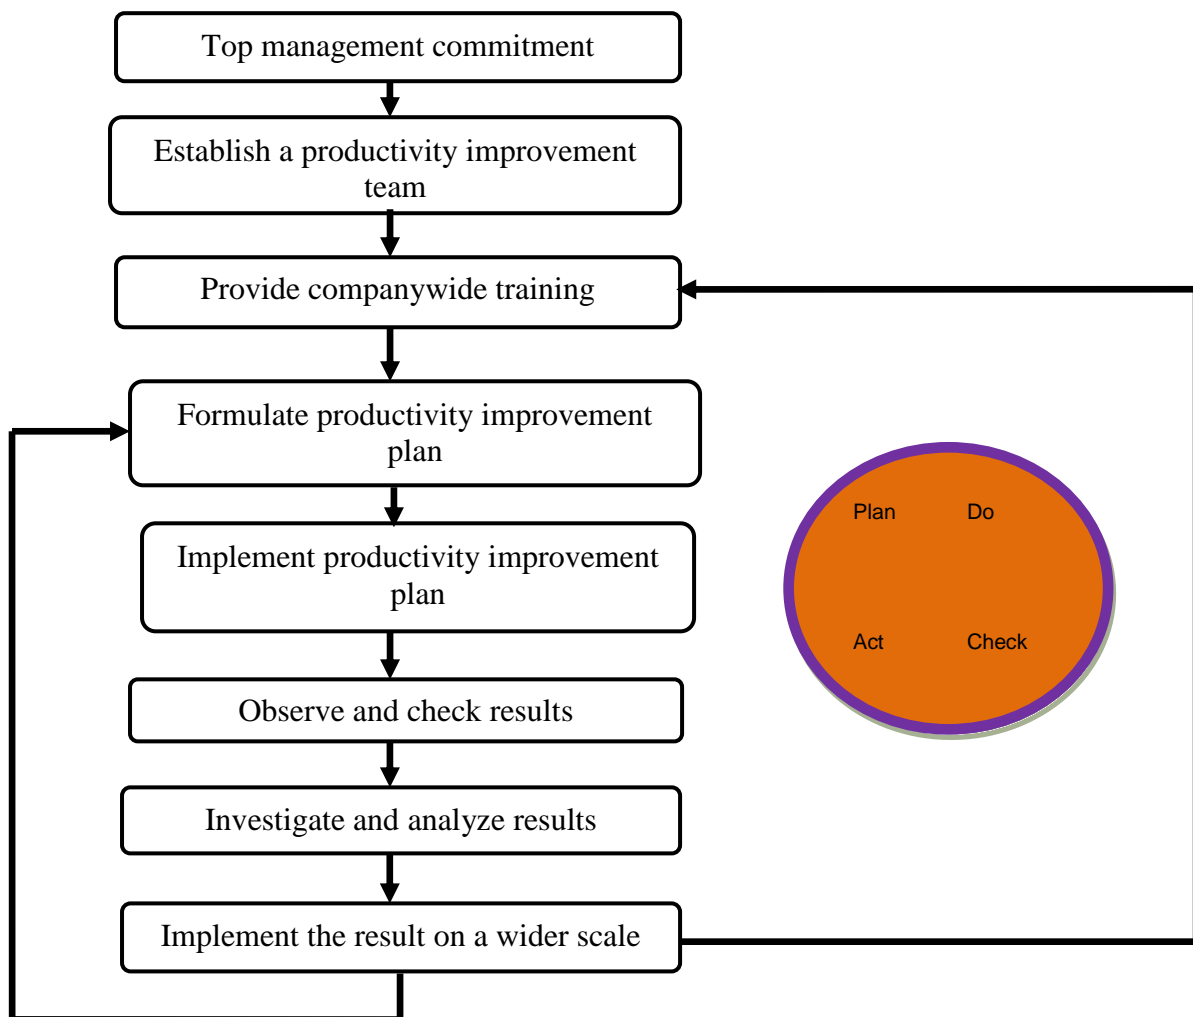 Top management commitment
Establish a productivity improvement
team
Provide companywide training
Formulate productivity improvement
plan
Implement productivity improvement
plan
Observe and check results
Investigate and analyze results
Implement the result on a wider scale
Plan
Do
Act
Check